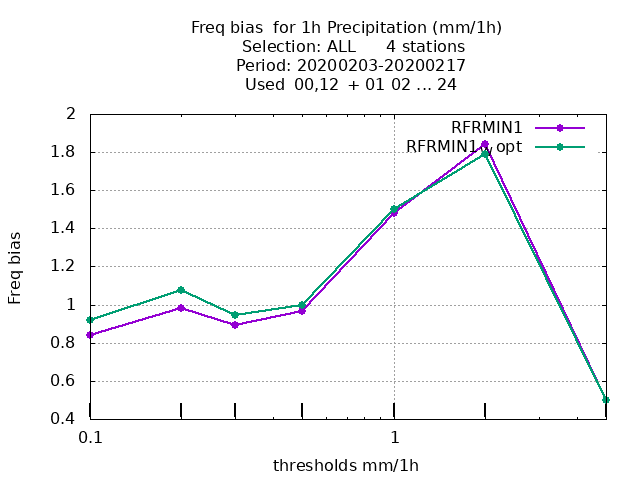 Freq bias  for 1h Precipitation (mm/1h)
Selection: ALL      4 stations
Period: 20200203-20200217
Used  00,12  + 01 02 ... 24
RFRMIN1
RFRMIN1 opt
Freq bias
2
1.8
1.6
1.4
1.2
1
0.8
0.6
0.4
0.1
1
thresholds mm/1h